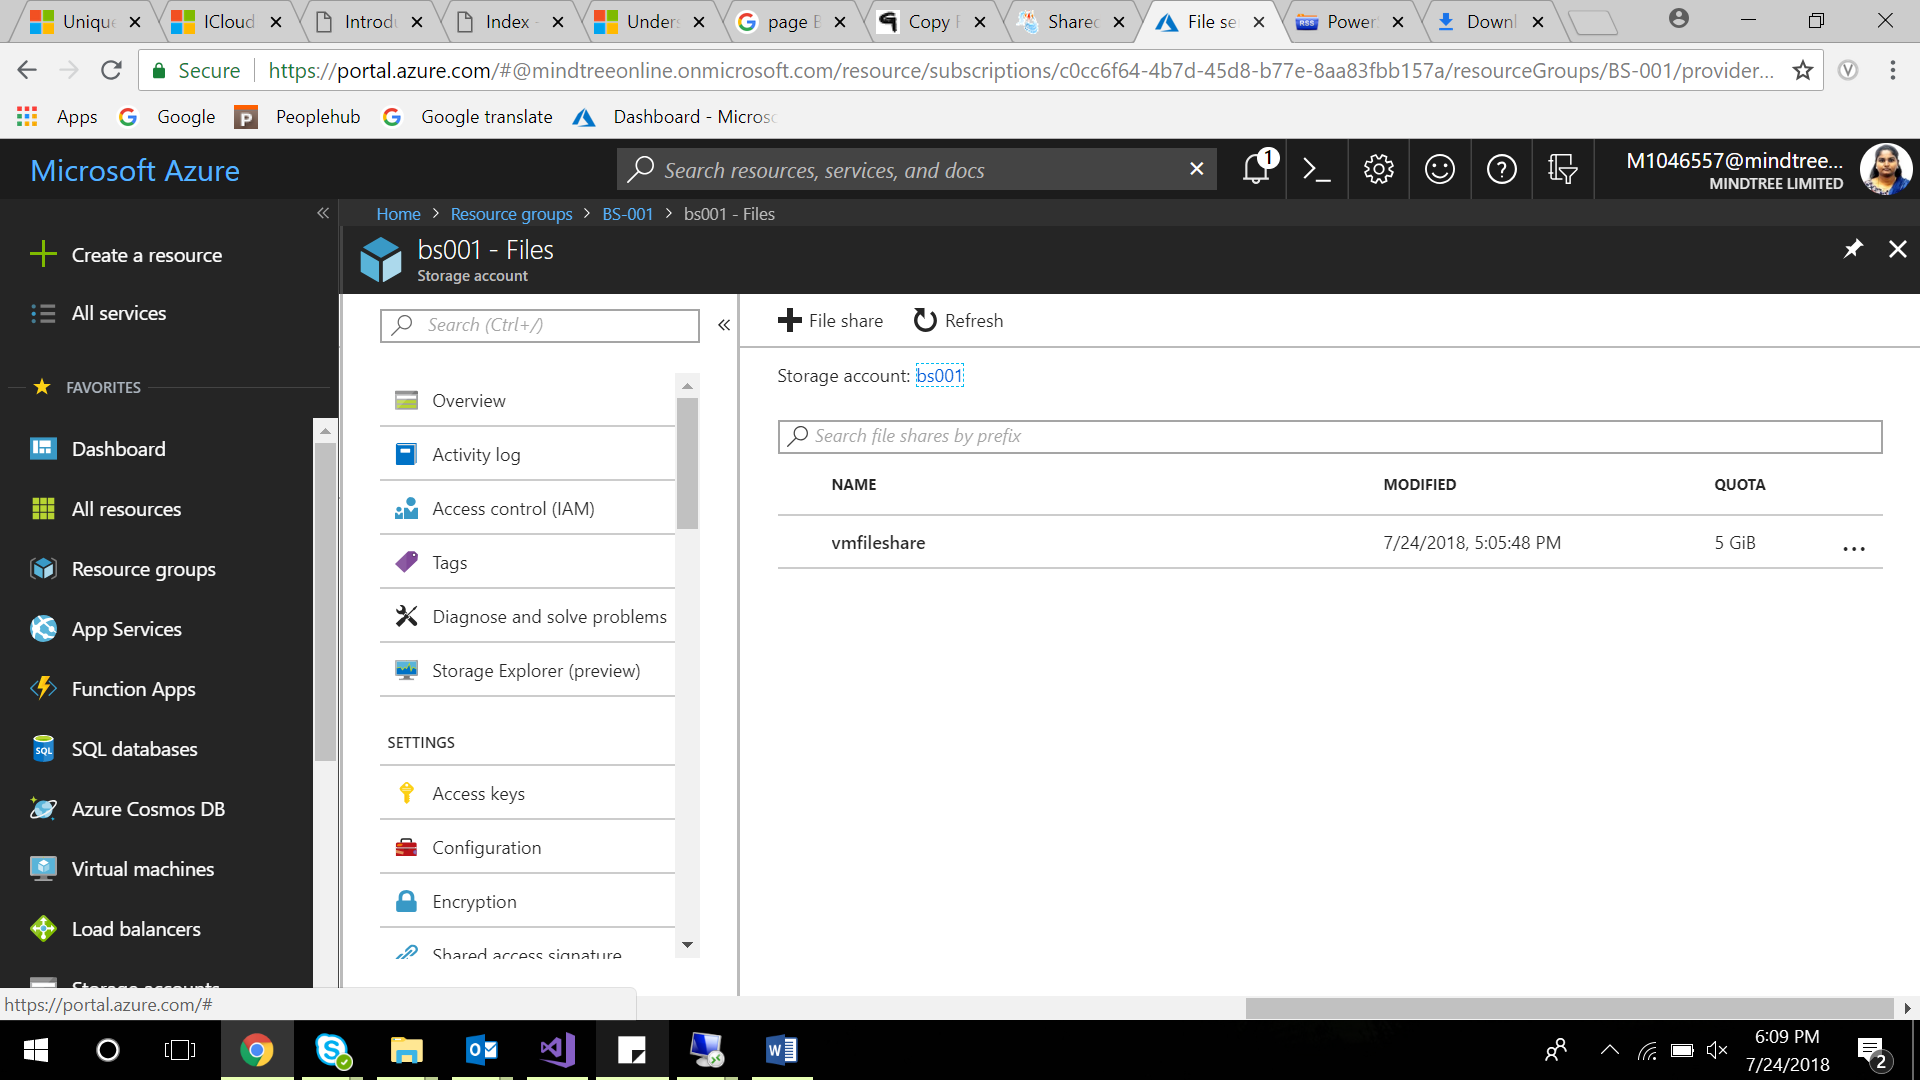 Unique
ICloud
Introdu
Index -
Unders
page B
Copy F
Shared
File ser
Power
Downl
Secure
https://portal.azure.com/#@mindtreeonline.onmicrosoft.com/resource/subscriptions/c0cc6f64-4b7d-45d8-b77e-8aa83fbb157a/resourceGroups/BS-001/provider...
Apps
Google
Peoplehub
Google translate
Dashboard - Micros
Microsoft Azure
Search resources, services, and docs
1
M1046557@mindtree...
MINDTREE LIMITED
Home > Resource groups > BS-001 > bs001 - Files
bs001 - Files
Storage account
Create a resource
All services
FAVORITES
Dashboard
All resources
Resource groups
App Services
Function Apps
SQL databases
Azure Cosmos DB
Virtual machines
Load balancers
Storage accounts
Search (Ctrl+/)
Overview
Activity log
Access control (IAM)
Tags
Diagnose and solve problems
Storage Explorer (preview)
SETTINGS
Access keys
Configuration
Encryption
Shared access signature
File share
Refresh
Storage account: bs001
Search file shares by prefix
NAME MODIFIED QUOTA
vmfileshare 7/24/2018, 5:05:48 PM 5 GiB ...
https://portal.azure.com/#
6:09 PM
7/24/2018
2